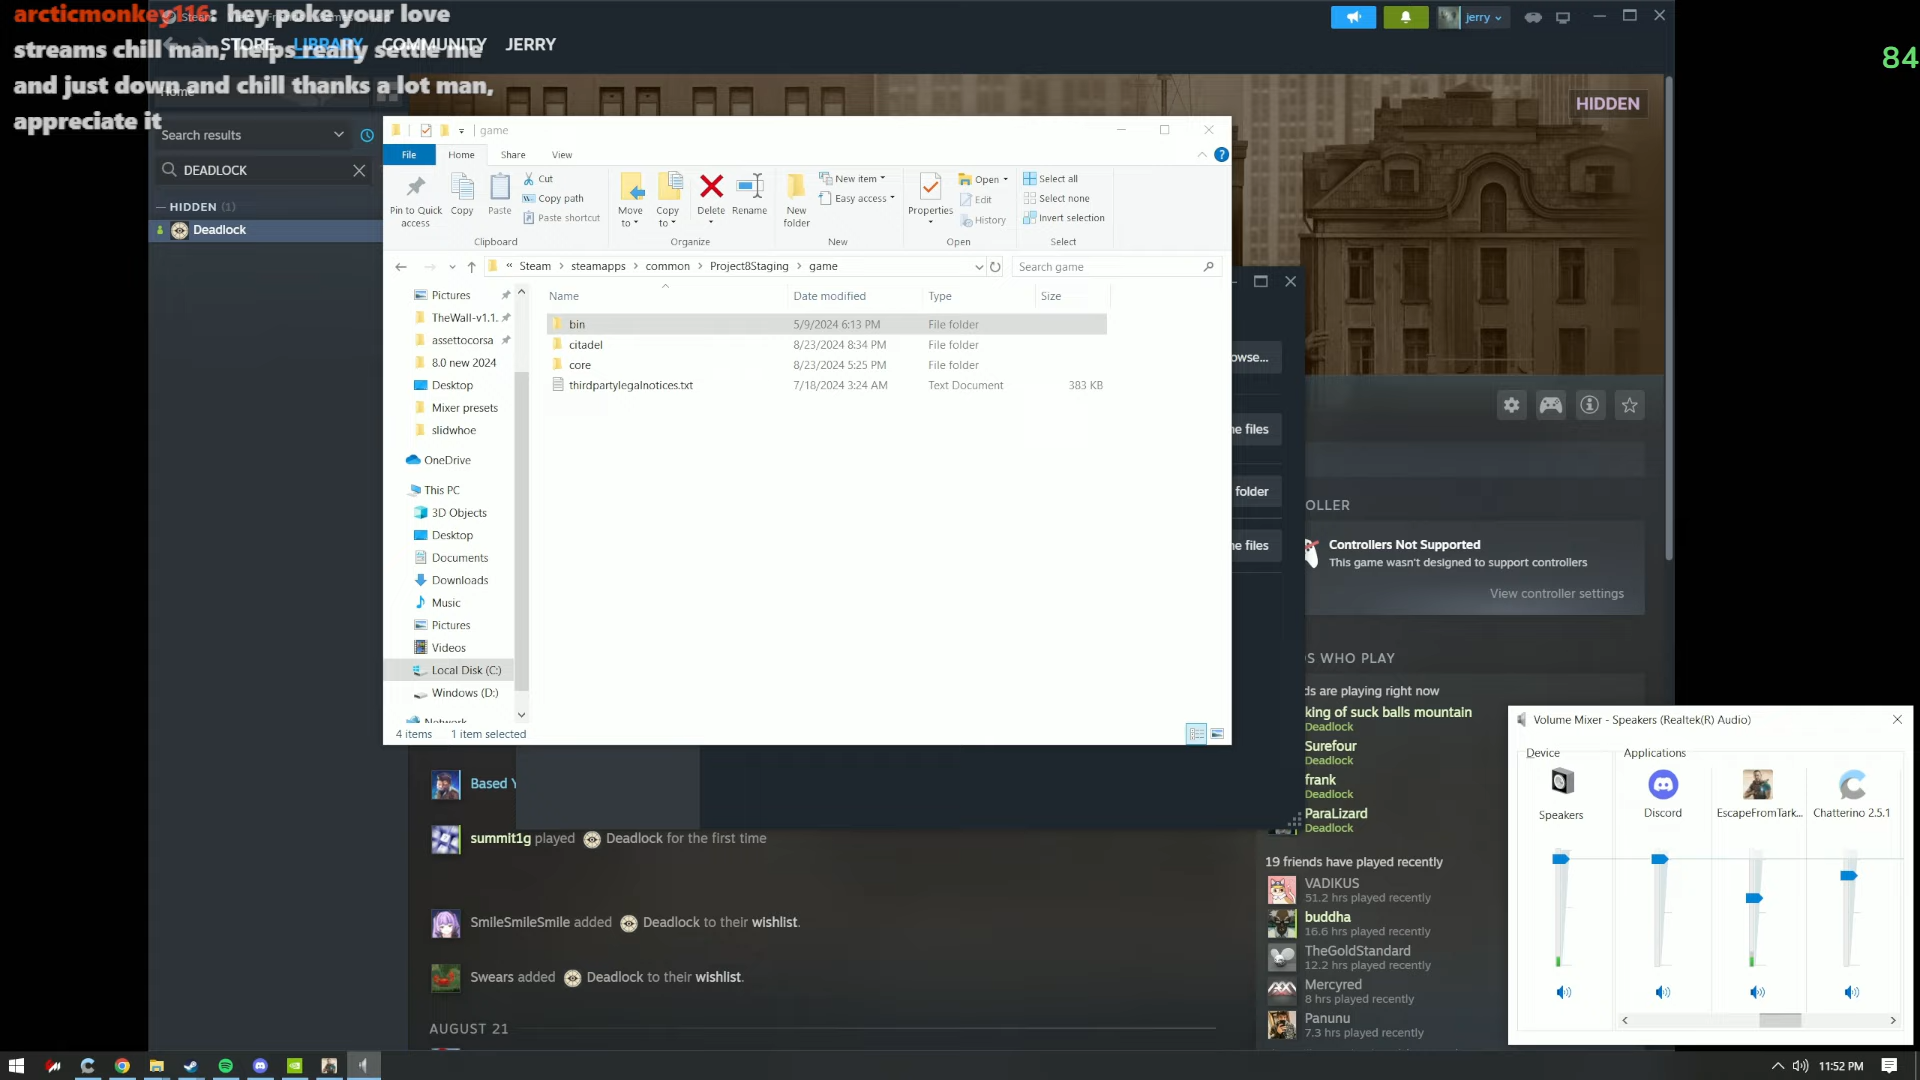 arcticmonkey116: hey poke your love
streams chill man, helps really settle me
and just down and chill thanks a lot man,
appreciate it
84
jerry
STORE
LIBRARY
COMMUNITY
JERRY
Home
Search results
DEADLOCK
— HIDDEN (1)
Deadlock
HIDDEN
game
File
Home
Share
View
Pin to Quick
access
Copy
Paste
Cut
Copy path
Paste shortcut
Clipboard
Move
to
Copy
to
Delete
Rename
Organize
New
folder
New item
Easy access
New
Properties
Open
Edit
History
Open
Select all
Select none
Invert selection
Select
« Steam > steamapps > common > Project8Staging > game
Search game
Pictures
TheWall-v1.1.
assettocorsa
8.0 new 2024
Desktop
Mixer presets
slidwhoe
OneDrive
This PC
3D Objects
Desktop
Documents
Downloads
Music
Pictures
Videos
Local Disk (C:)
Windows (D:)
Network
Name Date modified Type Size
bin 5/9/2024 6:13 PM File folder
citadel 8/23/2024 8:34 PM File folder
core 8/23/2024 5:25 PM File folder
thirdpartylegalnotices.txt 7/18/2024 3:24 AM Text Document 383 KB
4 items 1 item selected
owse...
e files
folder
e files
OLLER
Controllers Not Supported
This game wasn't designed to support controllers
View controller settings
S WHO PLAY
ds are playing right now
king of suck balls mountain
Deadlock
Surefour
Deadlock
frank
Deadlock
ParaLizard
Deadlock
19 friends have played recently
VADIKUS
51.2 hrs played recently
buddha
16.6 hrs played recently
TheGoldStandard
12.2 hrs played recently
Mercyred
8 hrs played recently
Panunu
7.3 hrs played recently
Based Y
summit1g played Deadlock for the first time
SmileSmileSmile added Deadlock to their wishlist.
Swears added Deadlock to their wishlist.
AUGUST 21
Volume Mixer - Speakers (Realtek(R) Audio)
Device
Applications
Speakers
Discord
EscapeFromTark...
Chatterino 2.5.1
11:52 PM